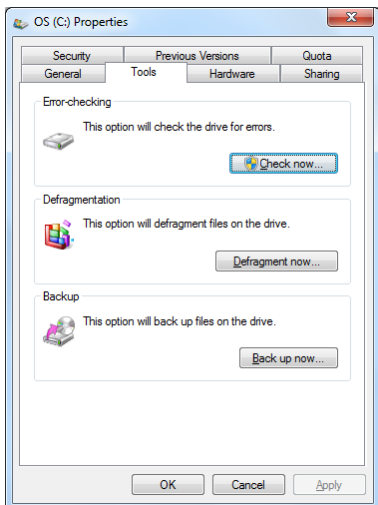 OS (C:) Properties
Security Previous Versions Quota
General Tools Hardware Sharing
Error-checking
This option will check the drive for errors.
Check now...
Defragmentation
This option will defragment files on the drive.
Defragment now...
Backup
This option will back up files on the drive.
Back up now...
OK Cancel Apply